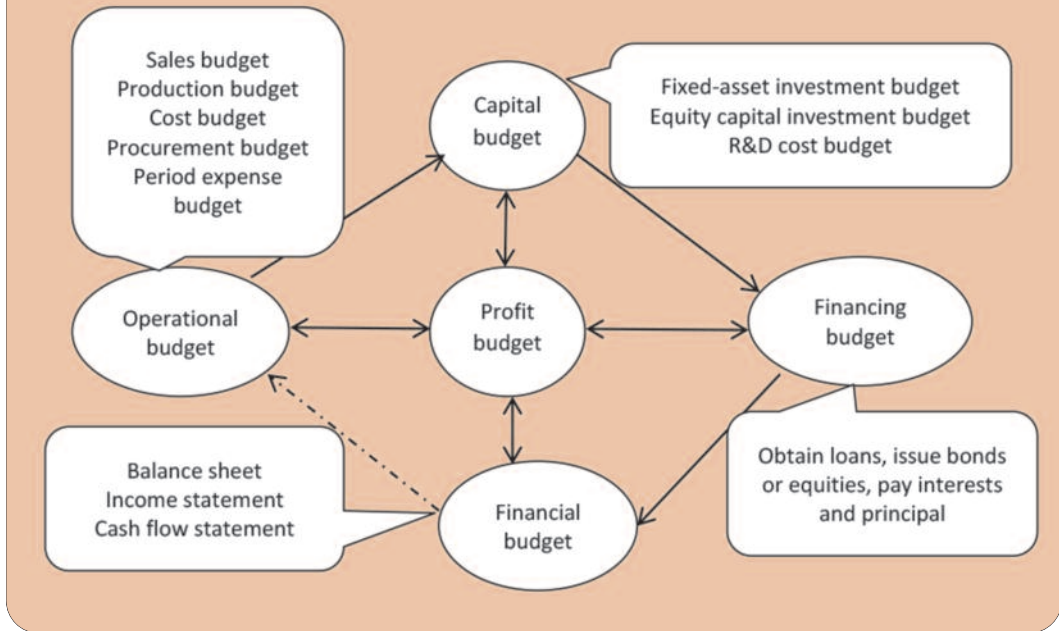 Sales budget
Production budget
Cost budget
Procurement budget
Period expense
budget
Capital
budget
Fixed-asset investment budget
Equity capital investment budget
R&D cost budget
Operational
budget
Profit
budget
Financing
budget
Balance sheet
Income statement
Cash flow statement
Financial
budget
Obtain loans, issue bonds
or equities, pay interests
and principal